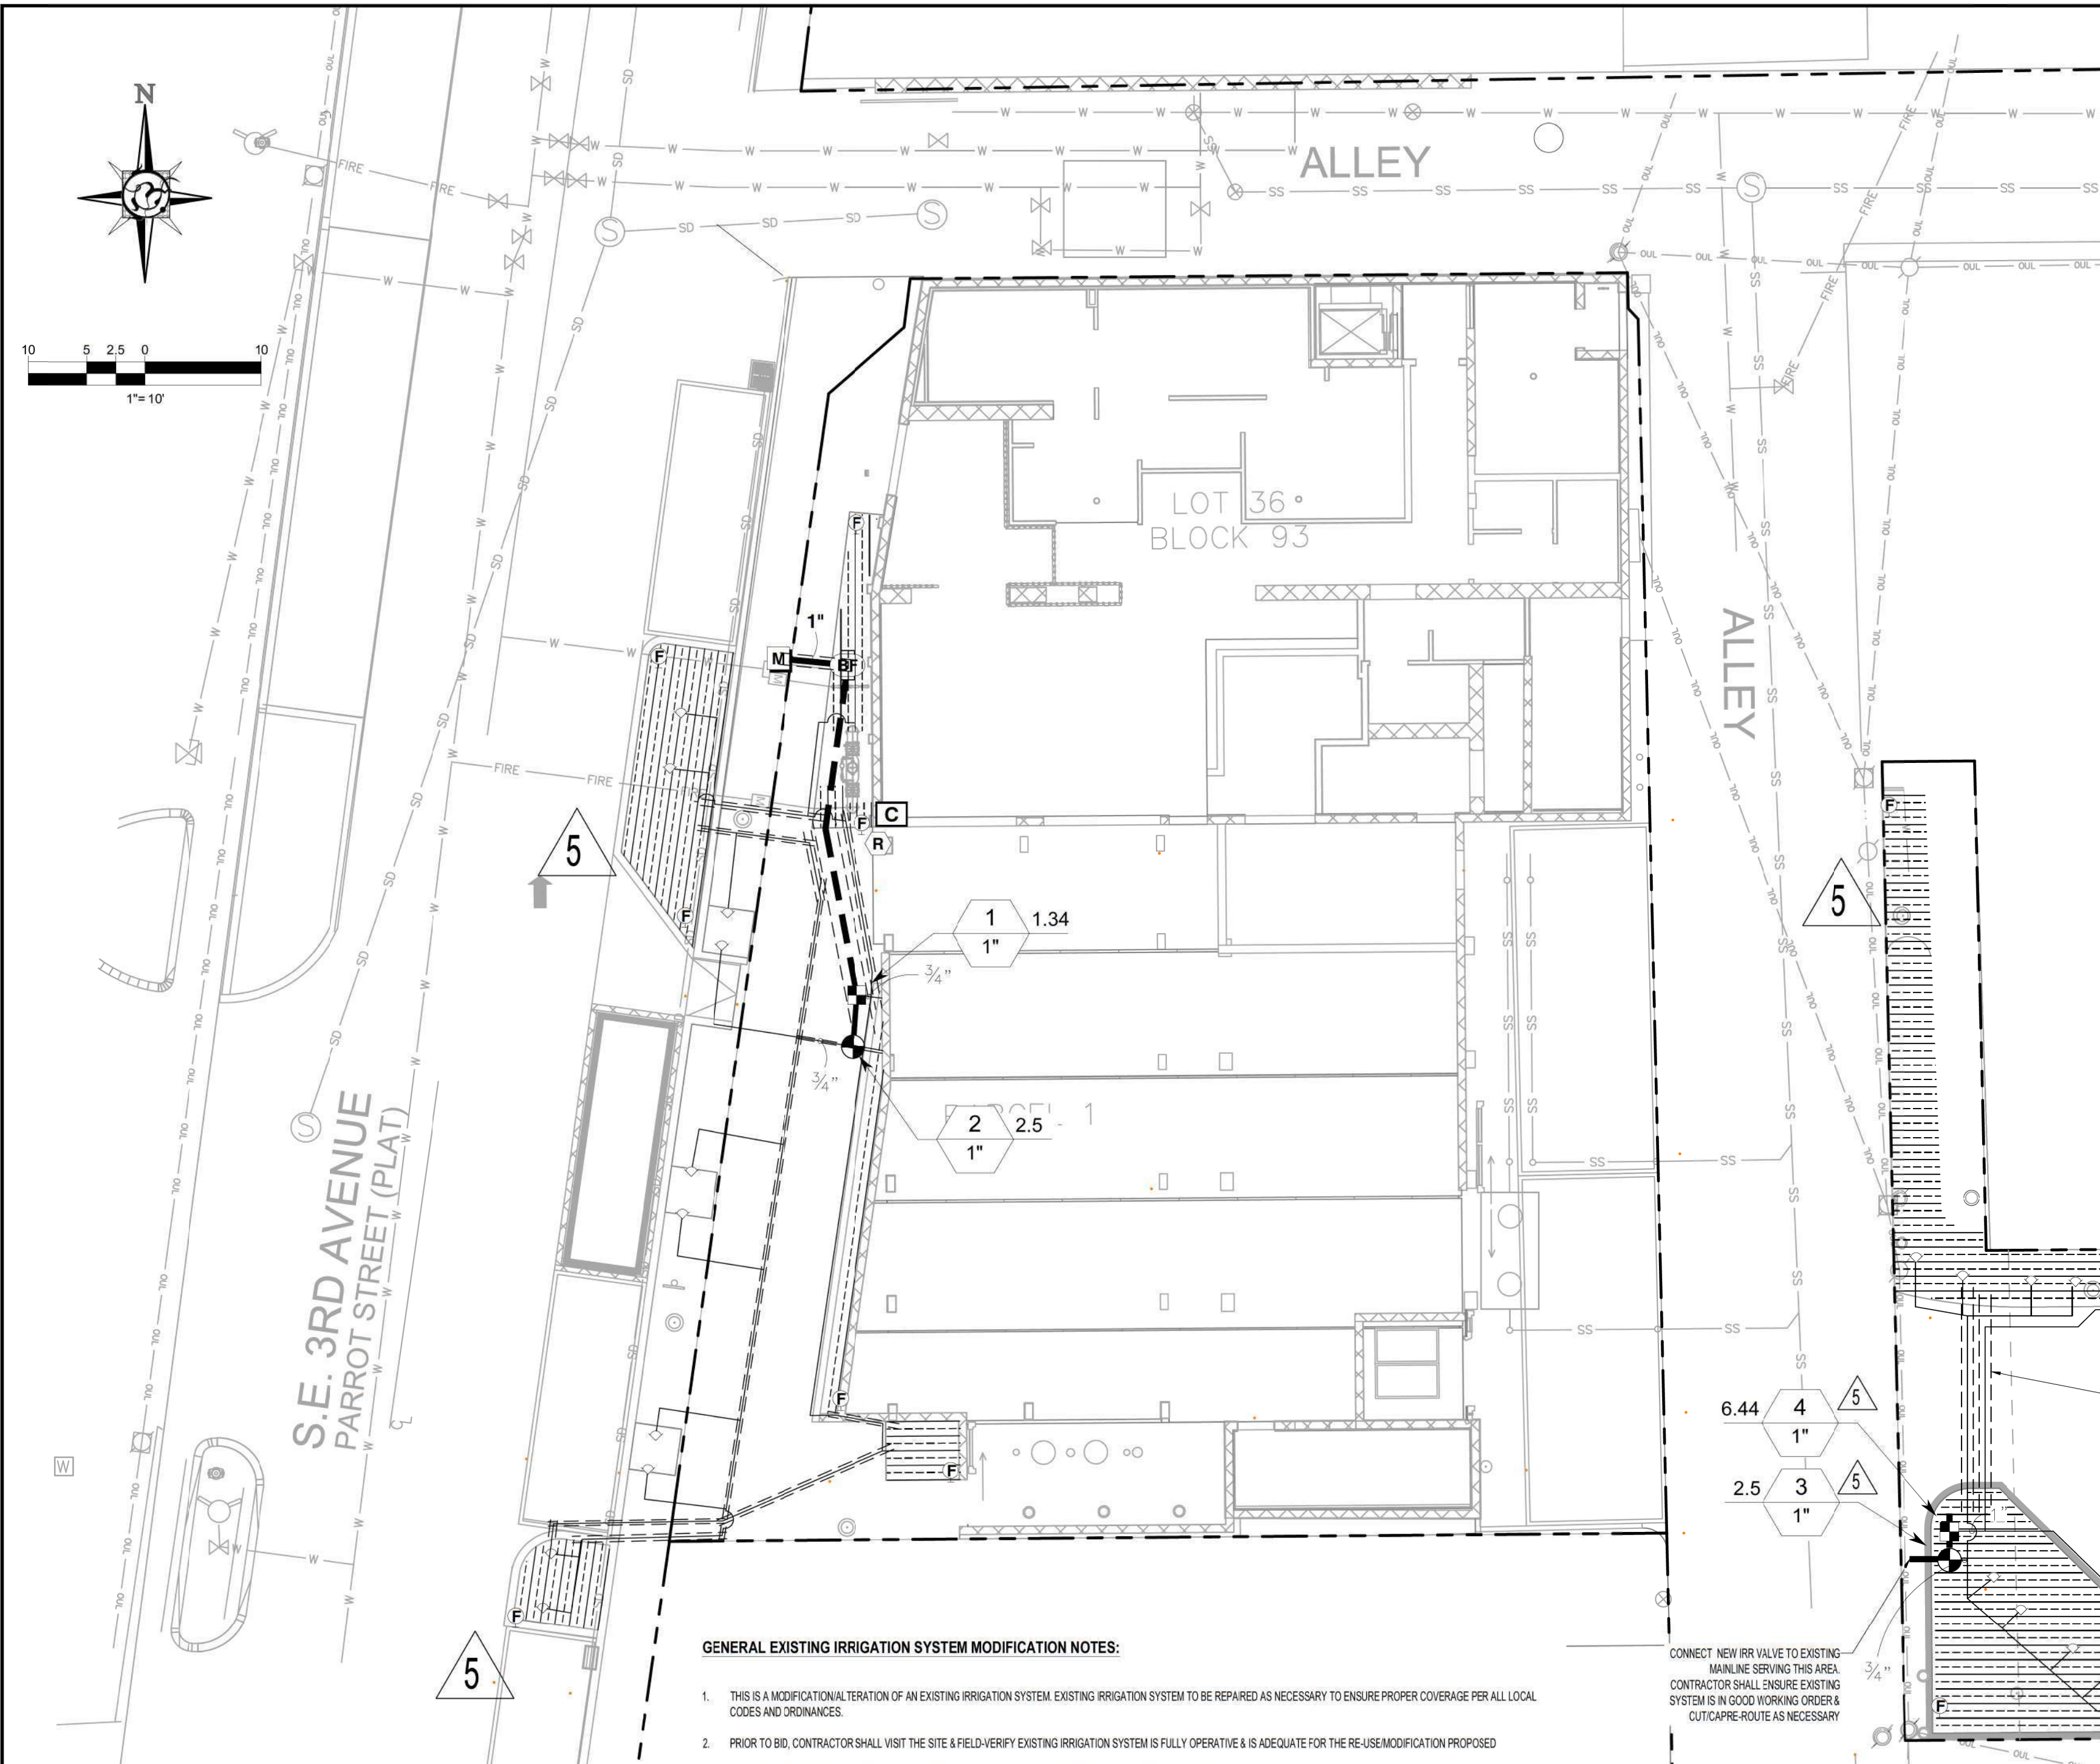 N
10 5 2.5 0 10
1"= 10'
ALLEY
LOT 36
BLOCK 93
ALLEY
1"
M
BF
F
F
F
F
C
R
5
5
1 1.34
1"
3/4"
3/4"
2 2.5
1"
1
S.E. 3RD AVENUE
PARROT STREET (PLAT)
CL
W
F
F
F
F
6.44 4 5
1"
2.5 3 5
1"
1"
F
3/4"
5
CONNECT NEW IRR VALVE TO EXISTING
MAINLINE SERVING THIS AREA.
CONTRACTOR SHALL ENSURE EXISTING
SYSTEM IS IN GOOD WORKING ORDER &
CUT/CAPRE-ROUTE AS NECESSARY
GENERAL EXISTING IRRIGATION SYSTEM MODIFICATION NOTES:
1. THIS IS A MODIFICATION/ALTERATION OF AN EXISTING IRRIGATION SYSTEM. EXISTING IRRIGATION SYSTEM TO BE REPAIRED AS NECESSARY TO ENSURE PROPER COVERAGE PER ALL LOCAL
CODES AND ORDINANCES.
2. PRIOR TO BID, CONTRACTOR SHALL VISIT THE SITE & FIELD-VERIFY EXISTING IRRIGATION SYSTEM IS FULLY OPERATIVE & IS ADEQUATE FOR THE RE-USE/MODIFICATION PROPOSED